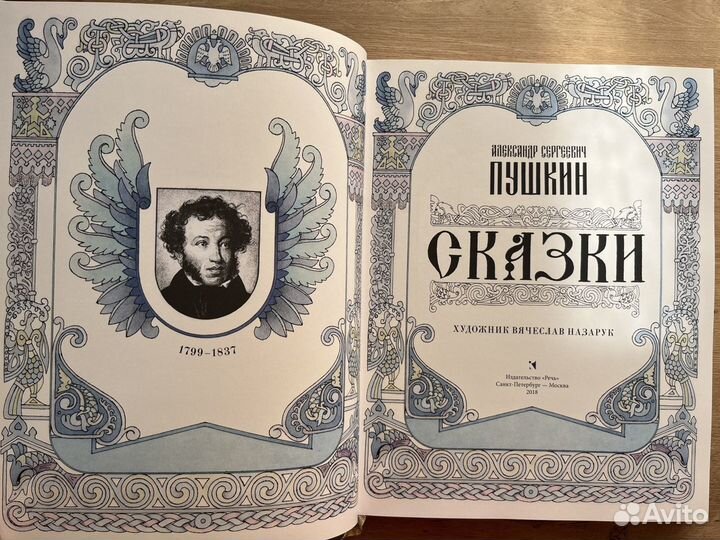 1799–1837
АЛЕКСАНДР СЕРГЕЕВИЧ
ПУШКИН
СКАЗКИ
ХУДОЖНИК ВЯЧЕСЛАВ НАЗАРУК
Издательство «Речь»
Санкт-Петербург — Москва
2018
Avito